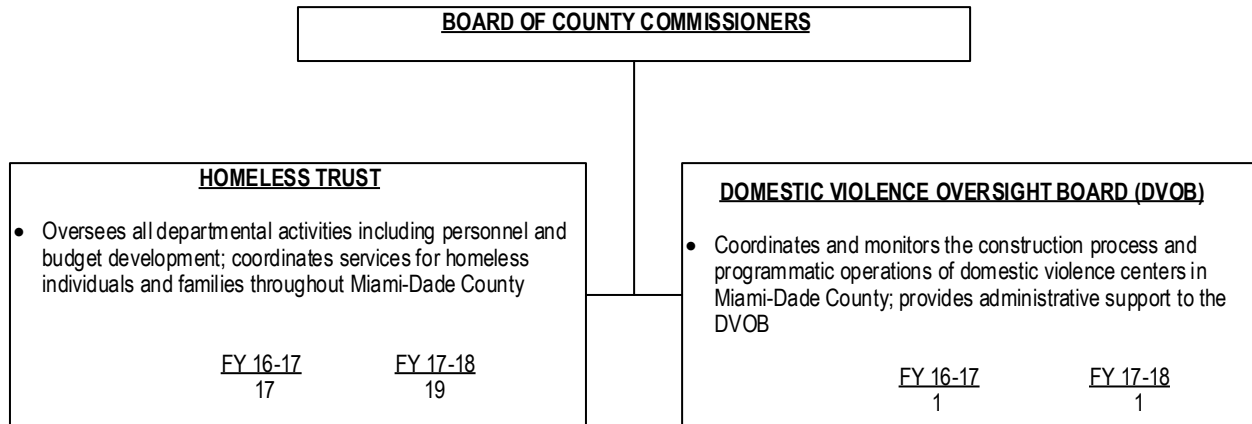 BOARD OF COUNTY COMMISSIONERS
HOMELESS TRUST
• Oversees all departmental activities including personnel and
budget development; coordinates services for homeless
individuals and families throughout Miami-Dade County
FY 16-17 FY 17-18
17 19
DOMESTIC VIOLENCE OVERSIGHT BOARD (DVOB)
• Coordinates and monitors the construction process and
programmatic operations of domestic violence centers in
Miami-Dade County; provides administrative support to the
DVOB
FY 16-17 FY 17-18
1 1